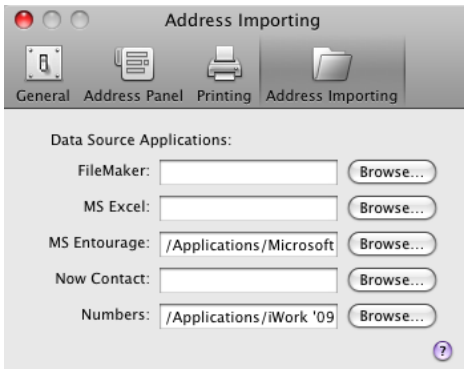 Address Importing
General Address Panel Printing Address Importing
Data Source Applications:
FileMaker: Browse...
MS Excel: Browse...
MS Entourage: /Applications/Microsoft Browse...
Now Contact: Browse...
Numbers: /Applications/iWork '09 Browse...
?